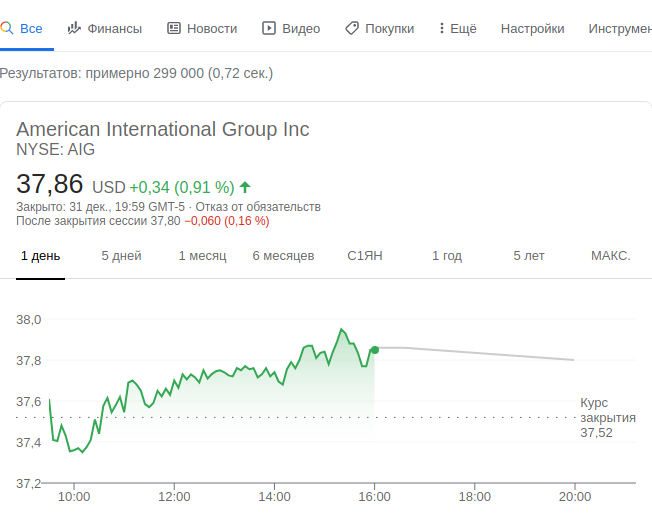 Все Финансы Новости Видео Покупки Ещё Настройки Инструмен
Результатов: примерно 299 000 (0,72 сек.)
American International Group Inc
NYSE: AIG
37,86 USD +0,34 (0,91 %)
Закрыто: 31 дек., 19:59 GMT-5 · Отказ от обязательств
После закрытия сессии 37,80 −0,060 (0,16 %)
1 день 5 дней 1 месяц 6 месяцев С1ЯН 1 год 5 лет МАКС.
38,0
37,8
37,6
Курс
закрытия
37,52
37,4
37,2
10:00 12:00 14:00 16:00 18:00 20:00